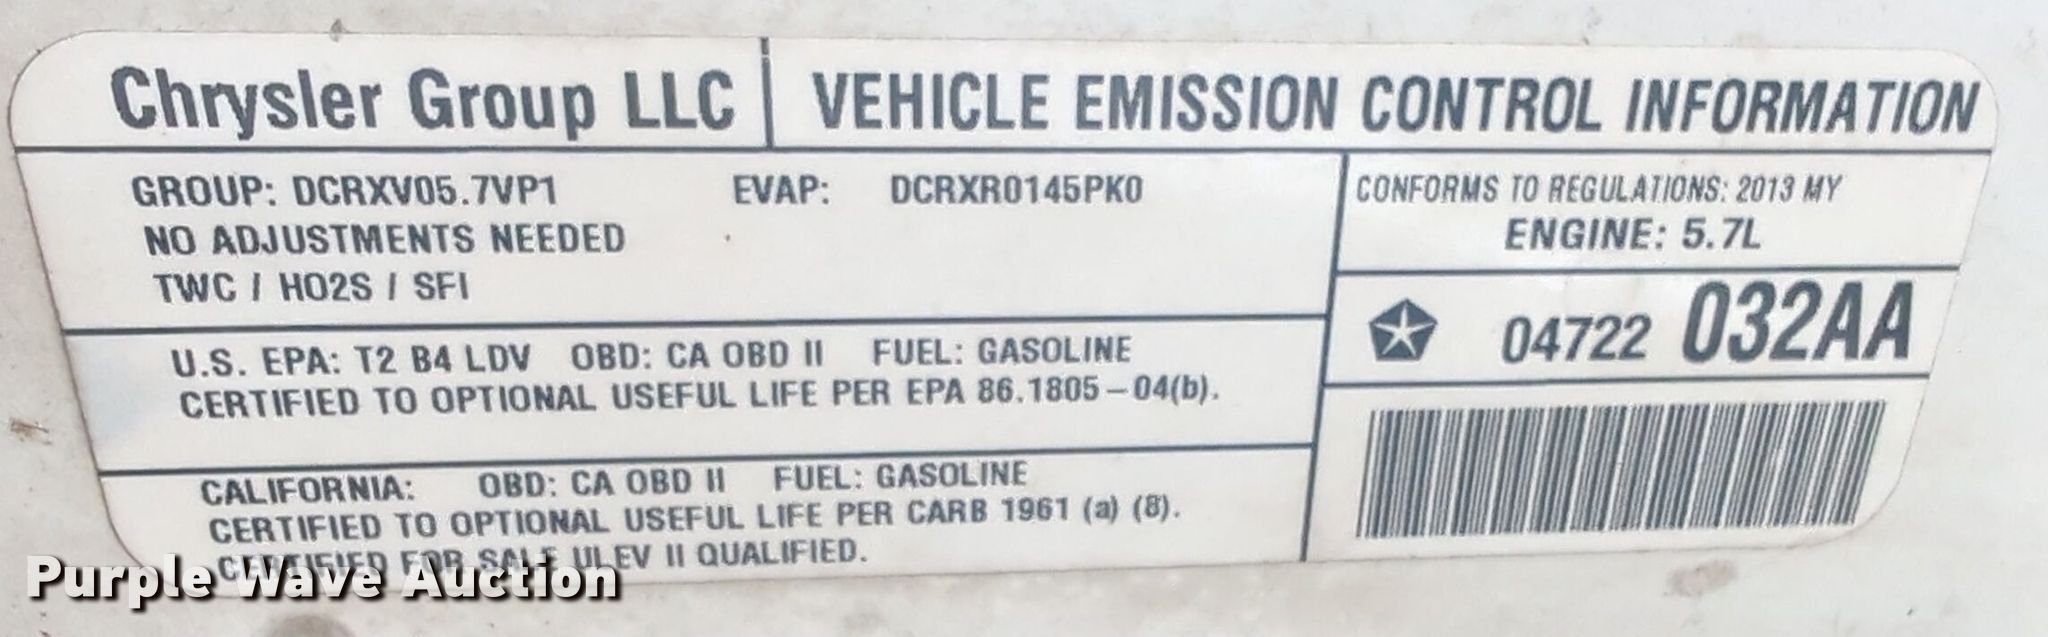 Chrysler Group LLC VEHICLE EMISSION CONTROL INFORMATION
GROUP: DCRXV05.7VP1 EVAP: DCRXR0145PK0
NO ADJUSTMENTS NEEDED
TWC / HO2S / SFI
CONFORMS TO REGULATIONS: 2013 MY
ENGINE: 5.7L
04722 032AA
U.S. EPA: T2 B4 LDV OBD: CA OBD II FUEL: GASOLINE
CERTIFIED TO OPTIONAL USEFUL LIFE PER EPA 86.1805-04(b).
CALIFORNIA: OBD: CA OBD II FUEL: GASOLINE
CERTIFIED TO OPTIONAL USEFUL LIFE PER CARB 1961 (a) (8).
CERTIFIED FOR SALE ULEV II QUALIFIED.
Purple Wave Auction